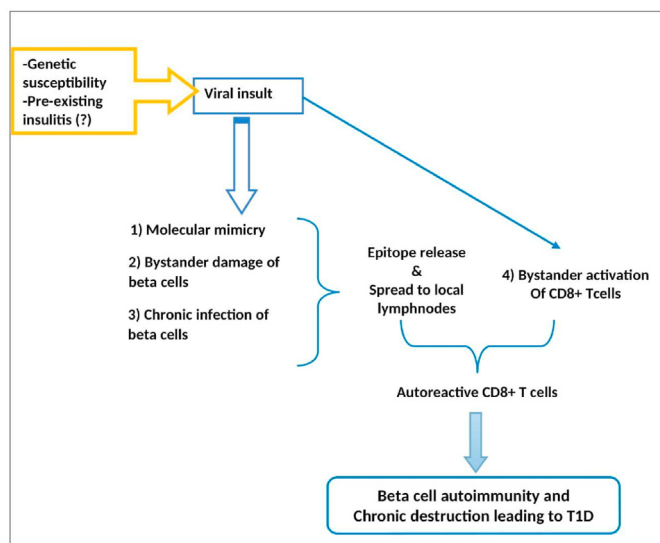 -Genetic
susceptibility
-Pre-existing
insulitis (?)
Viral insult
1) Molecular mimicry
2) Bystander damage of
beta cells
3) Chronic infection of
beta cells
Epitope release
&
Spread to local
lymphnodes
4) Bystander activation
Of CD8+ Tcells
Autoreactive CD8+ T cells
Beta cell autoimmunity and
Chronic destruction leading to T1D